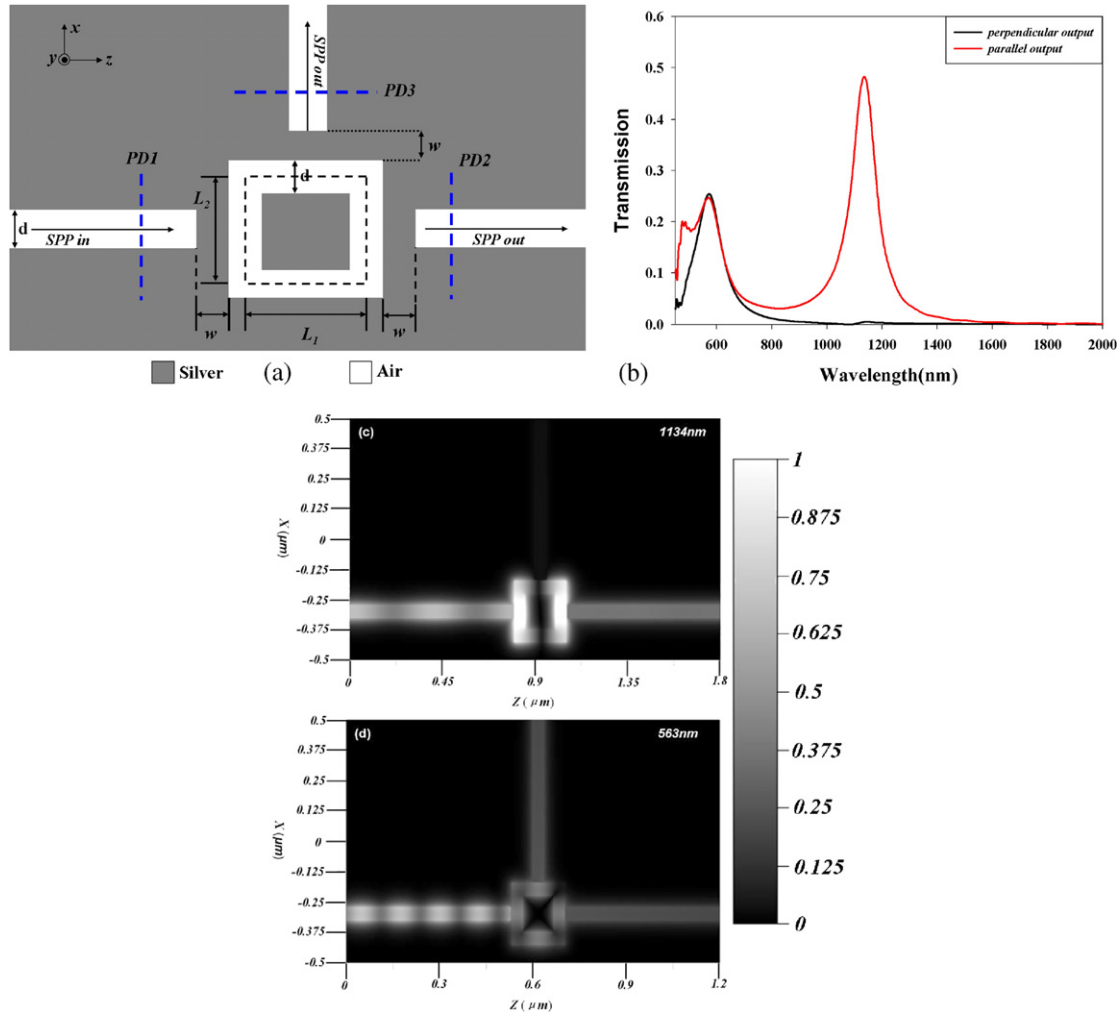 x
y
z
SPP out
PD3
w
PD1
d
PD2
L2
d
SPP in
SPP out
w
L1
w
Silver
(a)
Air
0.6
0.5
0.4
0.3
0.2
0.1
0.0
Transmission
perpendicular output
parallel output
600 800 1000 1200 1400 1600 1800 2000
(b)
Wavelength(nm)
(c)
1134nm
0.5
0.375
0.25
0.125
0
-0.125
-0.25
-0.375
-0.5
X (μm)
0 0.45 0.9 1.35 1.8
Z ( μm)
(d)
563nm
0.5
0.375
0.25
0.125
0
-0.125
-0.25
-0.375
-0.5
X (μm)
0 0.3 0.6 0.9 1.2
Z ( μm)
1
0.875
0.75
0.625
0.5
0.375
0.25
0.125
0